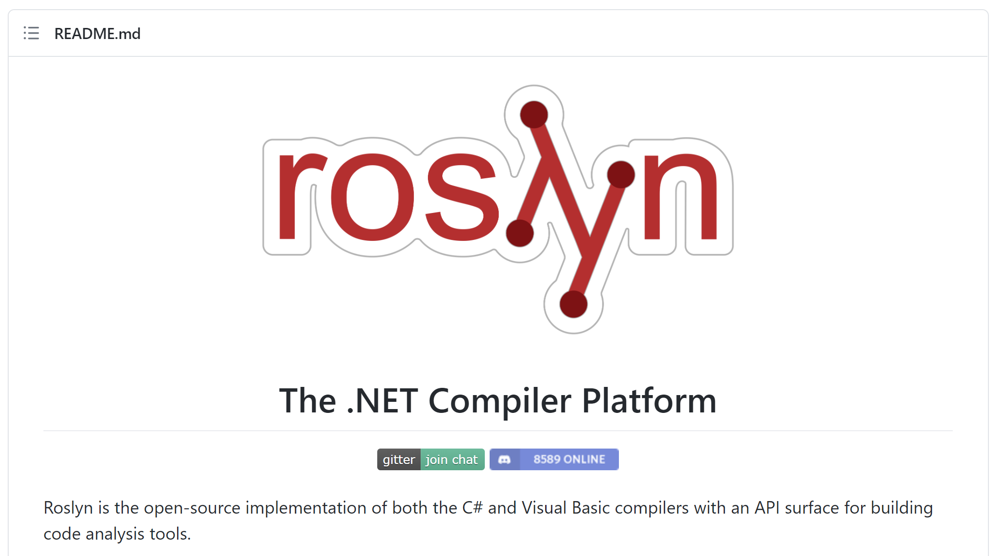 README.md
roslyn
The .NET Compiler Platform
gitter join chat 8589 ONLINE
Roslyn is the open-source implementation of both the C# and Visual Basic compilers with an API surface for building
code analysis tools.